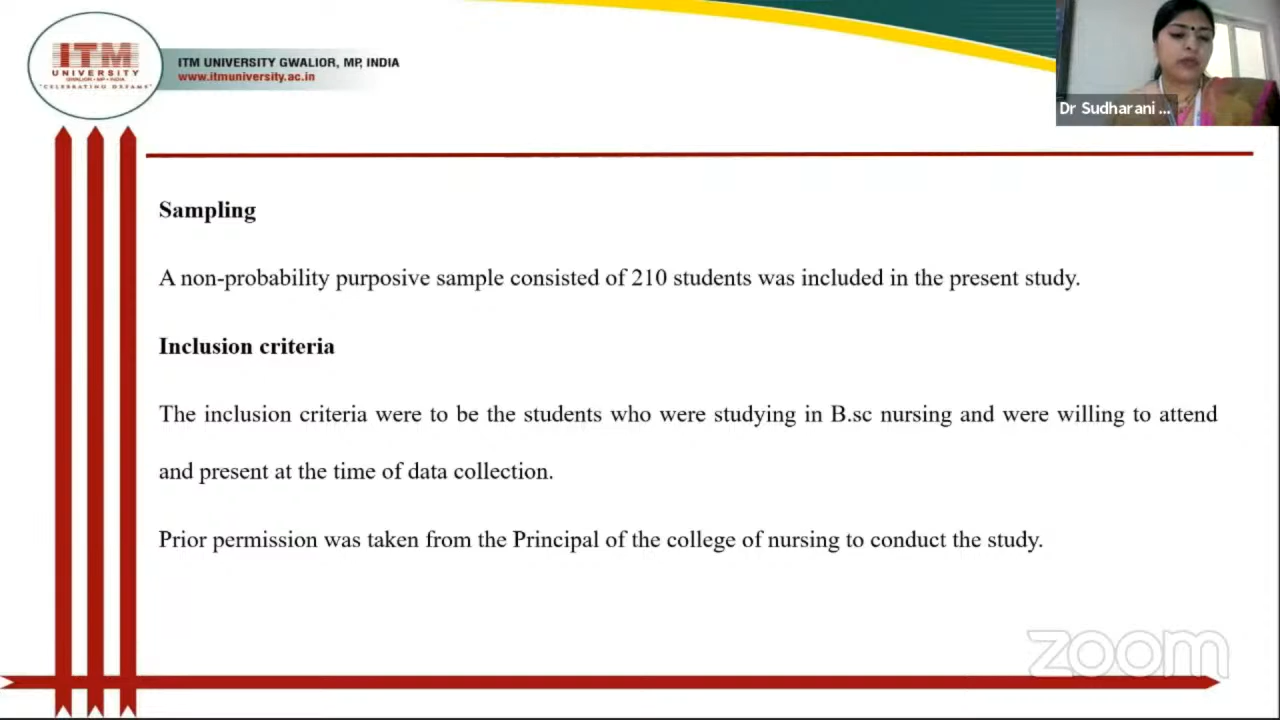 ITM
UNIVERSITY
GWALIOR • MP • INDIA
"CELEBRATING DREAMS"
ITM UNIVERSITY GWALIOR, MP, INDIA
www.itmuniversity.ac.in
Dr Sudharani ...
Sampling
A non-probability purposive sample consisted of 210 students was included in the present study.
Inclusion criteria
The inclusion criteria were to be the students who were studying in B.sc nursing and were willing to attend
and present at the time of data collection.
Prior permission was taken from the Principal of the college of nursing to conduct the study.
zoom